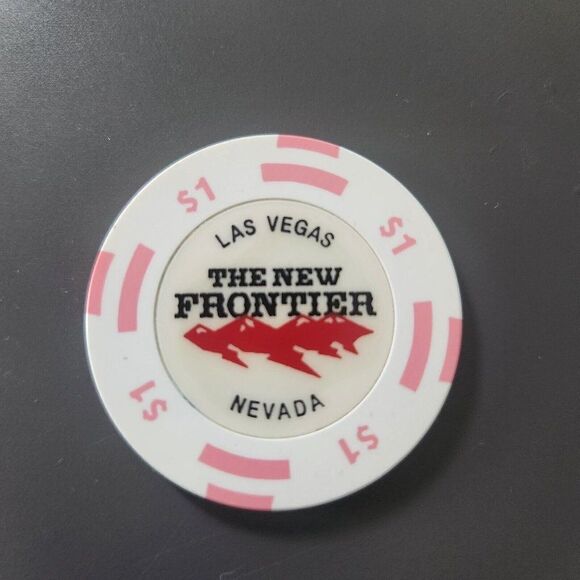 $1
$1
LAS VEGAS
THE NEW
FRONTIER
NEVADA
$1
$1